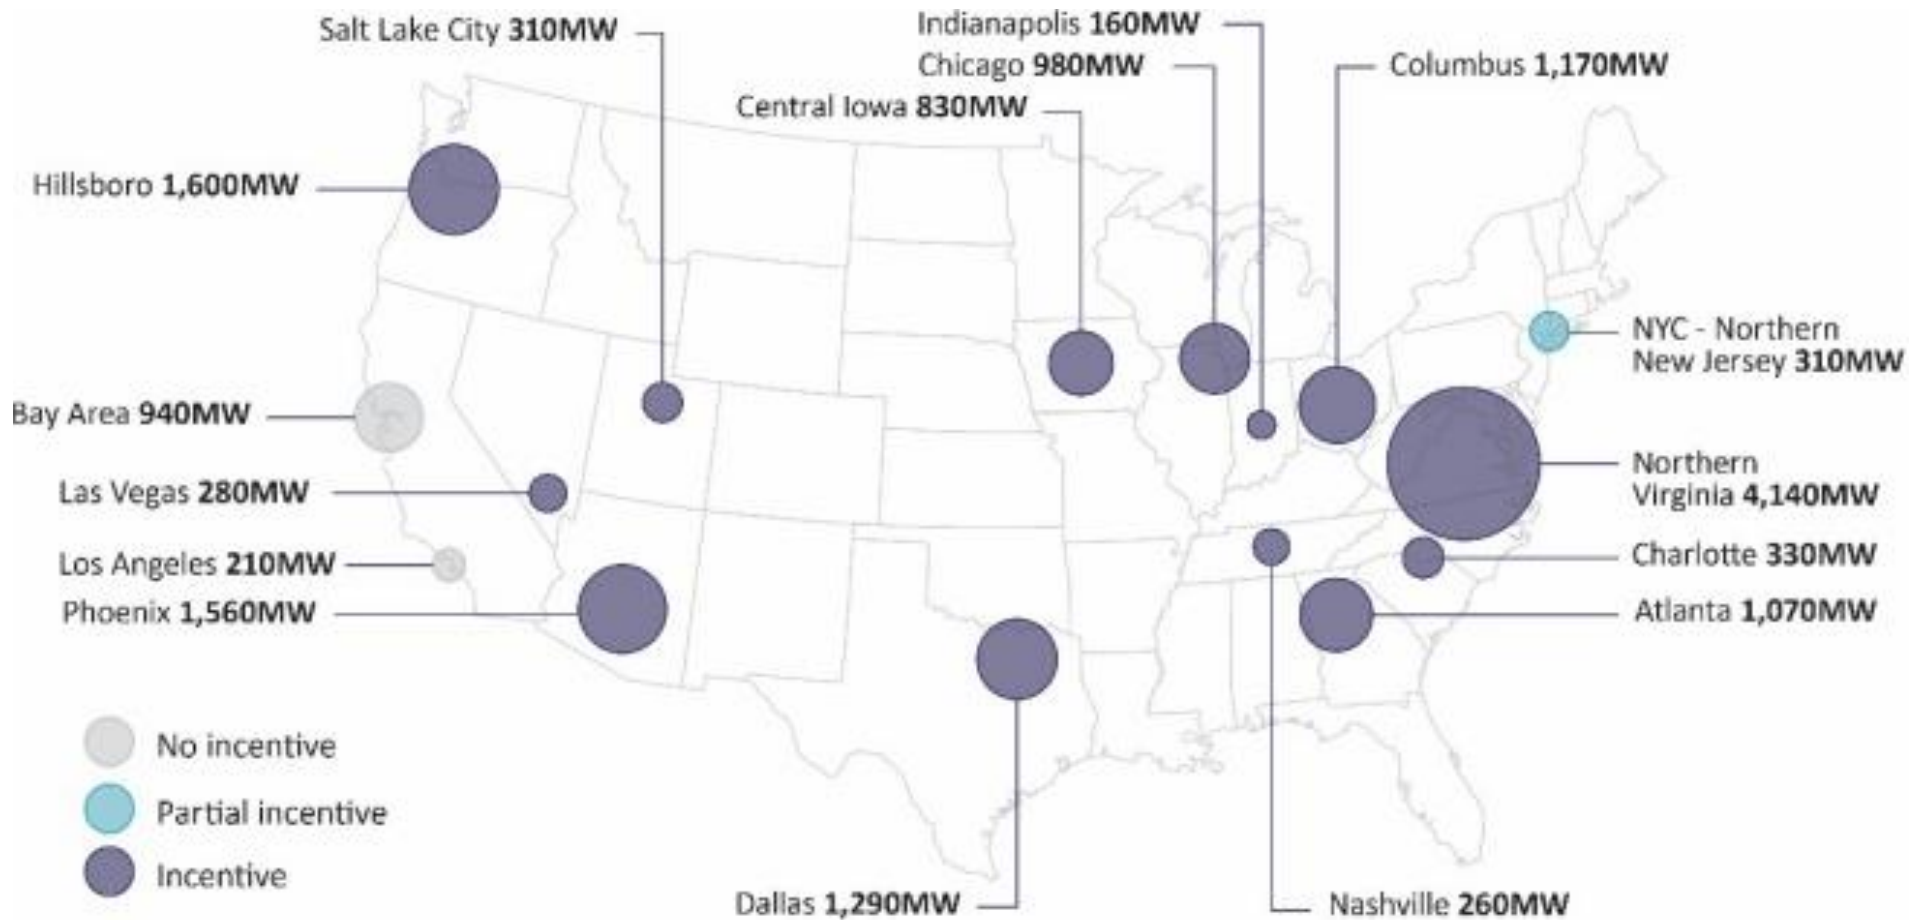 Salt Lake City 310MW
Indianapolis 160MW
Chicago 980MW
Columbus 1,170MW
Central Iowa 830MW
Hillsboro 1,600MW
NYC - Northern
New Jersey 310MW
Bay Area 940MW
Northern
Virginia 4,140MW
Las Vegas 280MW
Charlotte 330MW
Los Angeles 210MW
Phoenix 1,560MW
Atlanta 1,070MW
No incentive
Partial incentive
Incentive
Dallas 1,290MW
Nashville 260MW